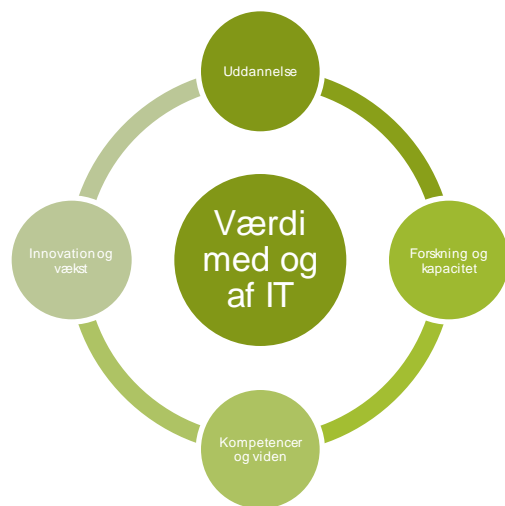 Uddannelse
Værdi
med og
af IT
Innovation og
vækst
Forskning og
kapacitet
Kompetencer
og viden